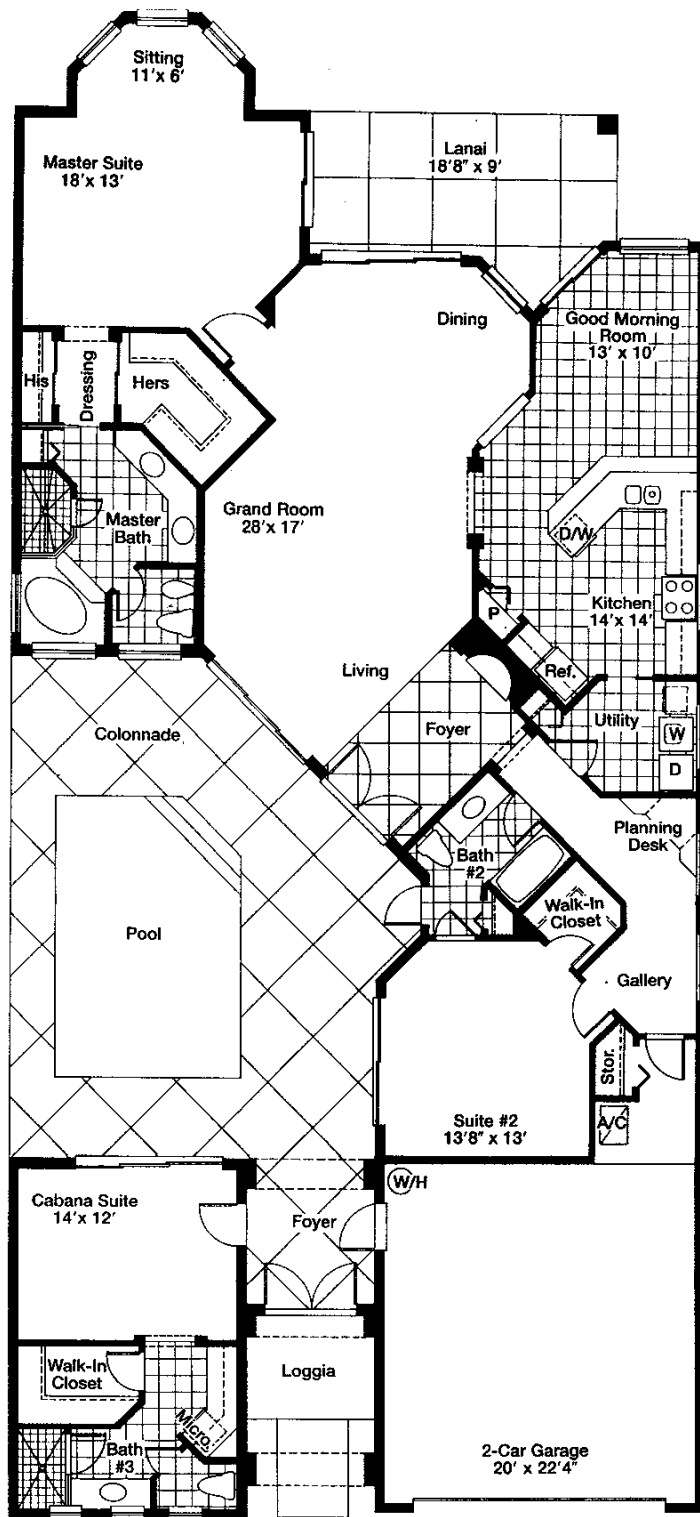 Sitting
11'x 6'
Master Suite
18'x 13'
Lanai
18'8" x 9'
Dining
Good Morning
Room
13' x 10'
His
Dressing
Hers
Grand Room
28'x 17'
Master
Bath
D/W
Kitchen
14'x 14'
P
Ref.
Living
Foyer
Utility
W
D
Colonnade
Planning
Desk
Bath
#2
Walk-In
Closet
Pool
Gallery
Stor.
A/C
Suite #2
13'8" x 13'
W/H
Cabana Suite
14'x 12'
Foyer
Walk-In
Closet
Loggia
Micro.
Bath
#3
2-Car Garage
20' x 22'4"